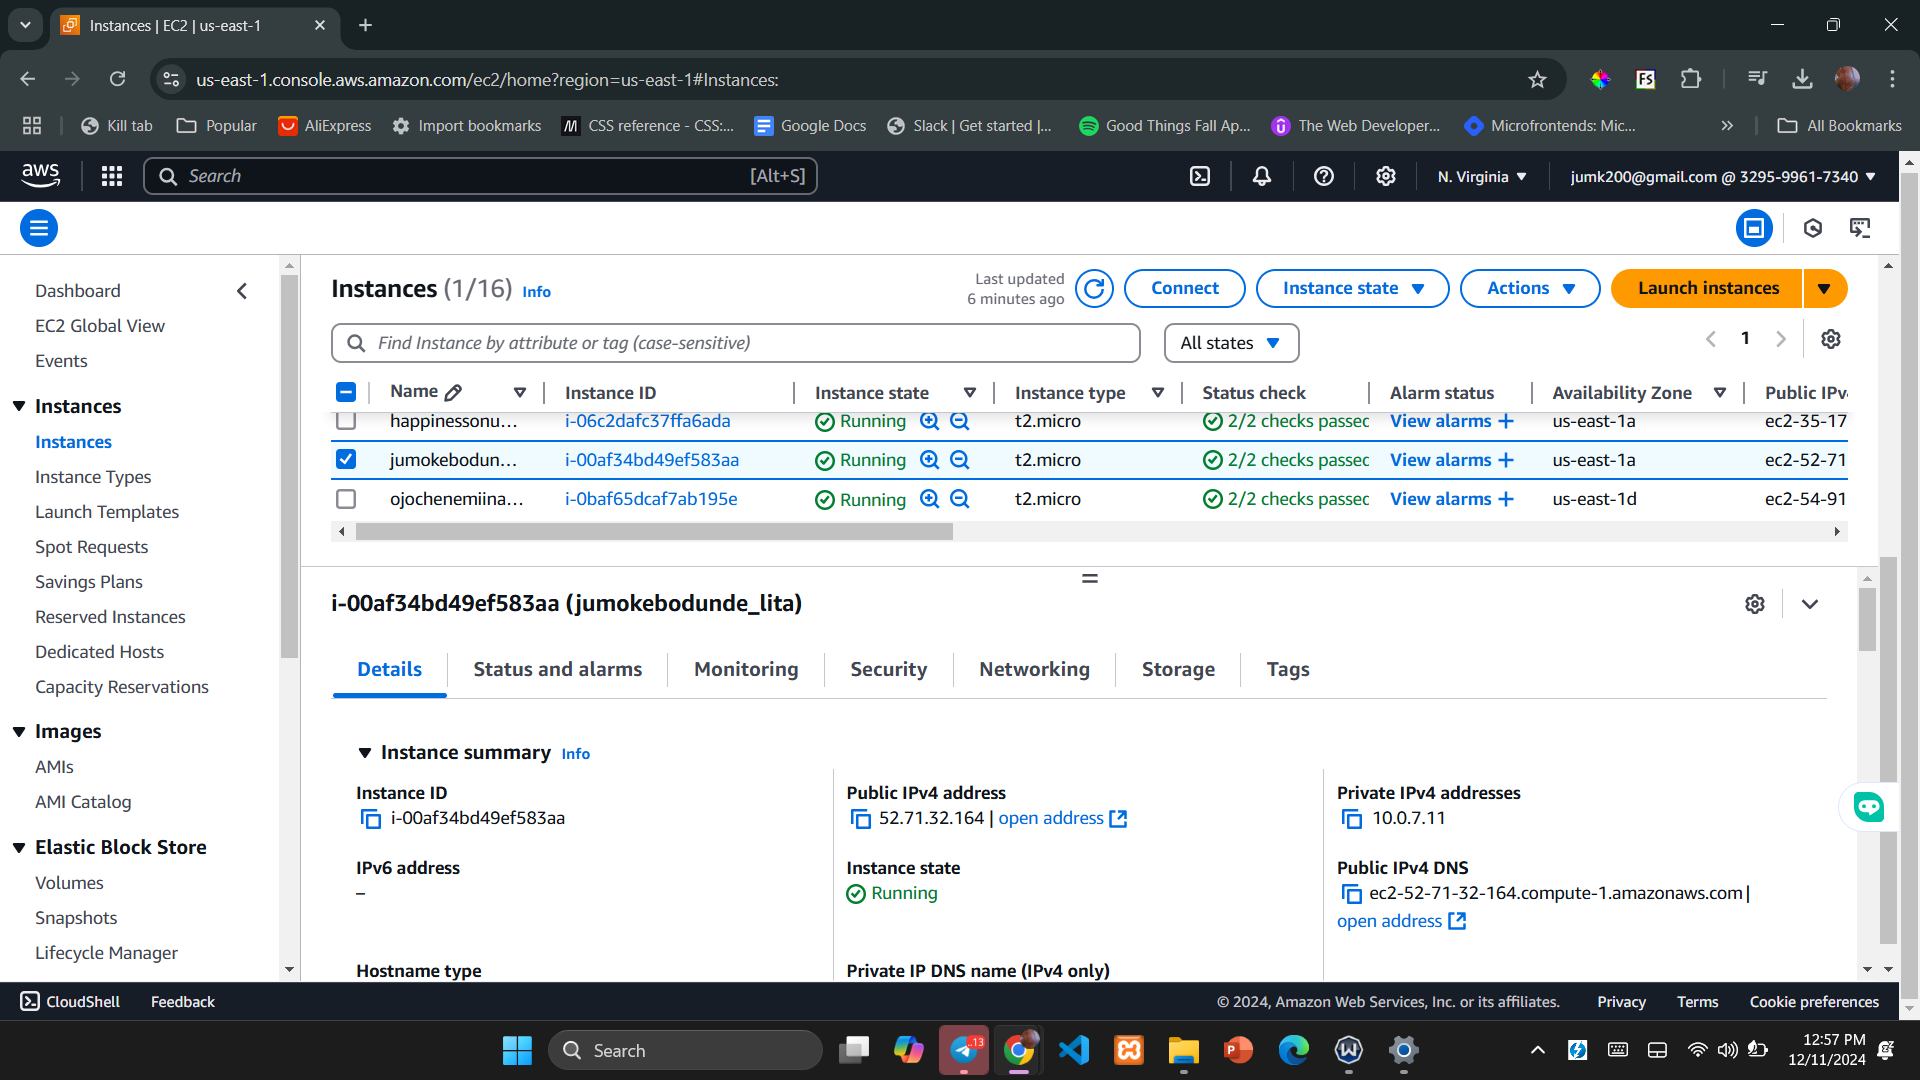 Instances | EC2 | us-east-1
us-east-1.console.aws.amazon.com/ec2/home?region=us-east-1#Instances:
Kill tab
Popular
AliExpress
Import bookmarks
CSS reference - CSS:...
Google Docs
Slack | Get started |...
Good Things Fall Ap...
The Web Developer...
Microfrontends: Mic...
All Bookmarks
aws
Search
[Alt+S]
N. Virginia
jumk200@gmail.com @ 3295-9961-7340
Dashboard
EC2 Global View
Events
Instances
Instances
Instance Types
Launch Templates
Spot Requests
Savings Plans
Reserved Instances
Dedicated Hosts
Capacity Reservations
Images
AMIs
AMI Catalog
Elastic Block Store
Volumes
Snapshots
Lifecycle Manager
Instances (1/16) Info
Last updated
6 minutes ago
Connect
Instance state
Actions
Launch instances
Find Instance by attribute or tag (case-sensitive)
All states
1
Name Instance ID Instance state Instance type Status check Alarm status Availability Zone Public IPv
happinessonu... i-06c2dafc37ffa6ada Running t2.micro 2/2 checks passec View alarms + us-east-1a ec2-35-17
jumokebodun... i-00af34bd49ef583aa Running t2.micro 2/2 checks passec View alarms + us-east-1a ec2-52-71
ojochenemiina... i-0baf65dcaf7ab195e Running t2.micro 2/2 checks passec View alarms + us-east-1d ec2-54-91
i-00af34bd49ef583aa (jumokebodunde_lita)
Details
Status and alarms
Monitoring
Security
Networking
Storage
Tags
Instance summary Info
Instance ID
i-00af34bd49ef583aa
Public IPv4 address
52.71.32.164 | open address
Private IPv4 addresses
10.0.7.11
IPv6 address
–
Instance state
Running
Public IPv4 DNS
ec2-52-71-32-164.compute-1.amazonaws.com |
open address
Hostname type
Private IP DNS name (IPv4 only)
CloudShell
Feedback
© 2024, Amazon Web Services, Inc. or its affiliates.
Privacy
Terms
Cookie preferences
Search
..13
12:57 PM
12/11/2024